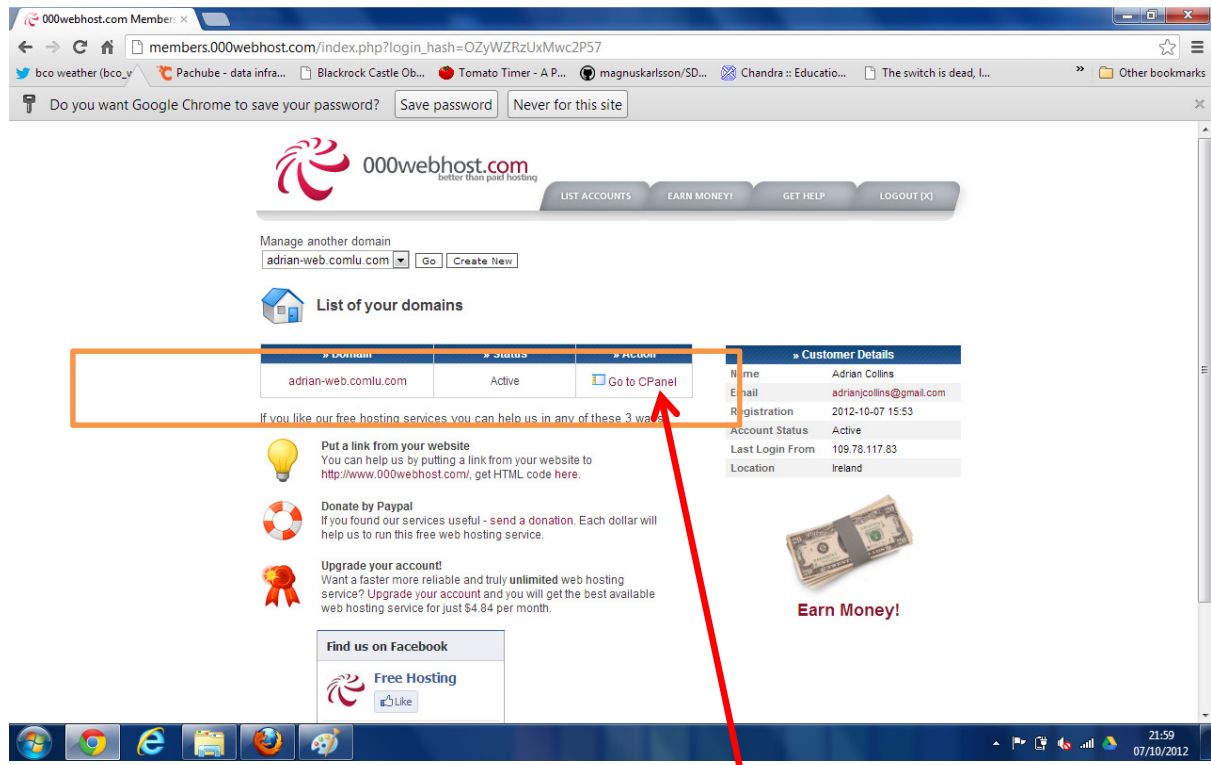 000webhost.com Member:
members.000webhost.com/index.php?login_hash=OZyWZRzUxMwc2P57
bco weather (bco_v Pachube - data infra... Blackrock Castle Ob... Tomato Timer - A P... magnuskarlsson/SD... Chandra :: Educatio... The switch is dead, I... » Other bookmarks
Do you want Google Chrome to save your password? Save password Never for this site
000webhost.com
better than paid hosting
LIST ACCOUNTS EARN MONEY! GET HELP LOGOUT [X]
Manage another domain
adrian-web.comlu.com Go Create New
List of your domains
» Domain » Status » Action
adrian-web.comlu.com Active Go to CPanel
If you like our free hosting services you can help us in any of these 3 ways
Put a link from your website
You can help us by putting a link from your website to
http://www.000webhost.com/, get HTML code here.
Donate by Paypal
If you found our services useful - send a donation. Each dollar will
help us to run this free web hosting service.
Upgrade your account!
Want a faster more reliable and truly unlimited web hosting
service? Upgrade your account and you will get the best available
web hosting service for just $4.84 per month.
Find us on Facebook
Free Hosting
Like
» Customer Details
Name Adrian Collins
Email adrianjcollins@gmail.com
Registration 2012-10-07 15:53
Account Status Active
Last Login From 109.78.117.83
Location Ireland
Earn Money!
21:59
07/10/2012